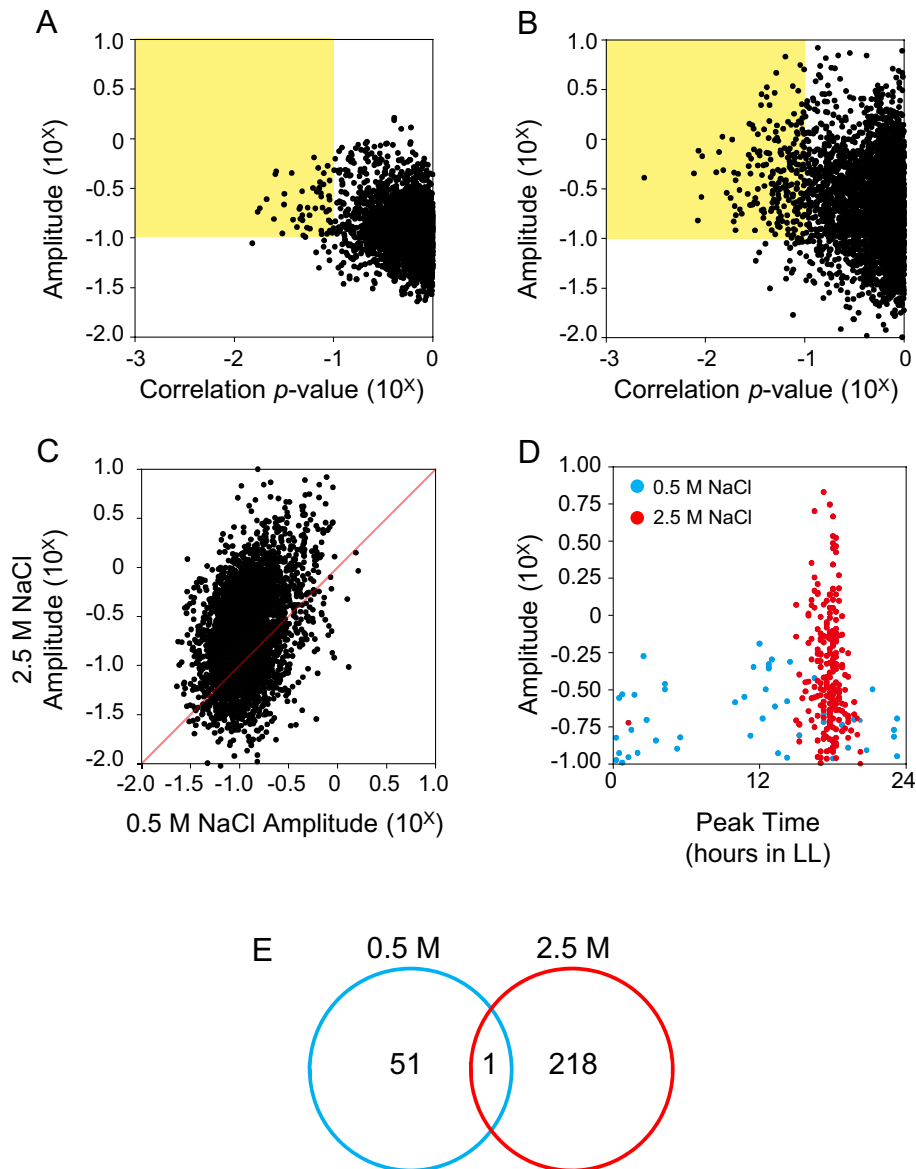 A
Amplitude (10ˣ)
1.0
0.5
0
-0.5
-1.0
-1.5
-2.0
-3
-2
-1
0
Correlation p-value (10ˣ)
B
Amplitude (10ˣ)
1.0
0.5
0
-0.5
-1.0
-1.5
-2.0
-3
-2
-1
0
Correlation p-value (10ˣ)
C
2.5 M NaCl
Amplitude (10ˣ)
1.0
0.5
0
-0.5
-1.0
-1.5
-2.0
-2.0
-1.5
-1.0
-0.5
0
0.5
1.0
0.5 M NaCl Amplitude (10ˣ)
D
Amplitude (10ˣ)
1.00
0.75
0.50
0.25
0
-0.25
-0.50
-0.75
-1.00
0.5 M NaCl
2.5 M NaCl
0
12
24
Peak Time
(hours in LL)
E
0.5 M
2.5 M
51
1
218